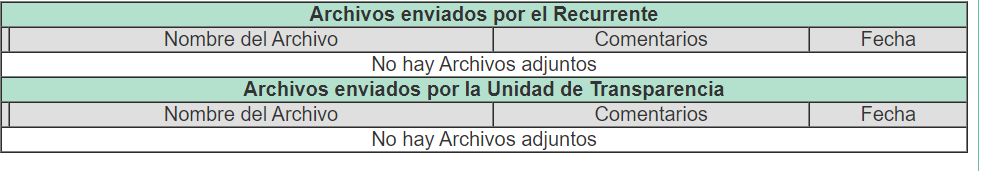 Archivos enviados por el Recurrente
Nombre del Archivo Comentarios Fecha
No hay Archivos adjuntos
Archivos enviados por la Unidad de Transparencia
Nombre del Archivo Comentarios Fecha
No hay Archivos adjuntos